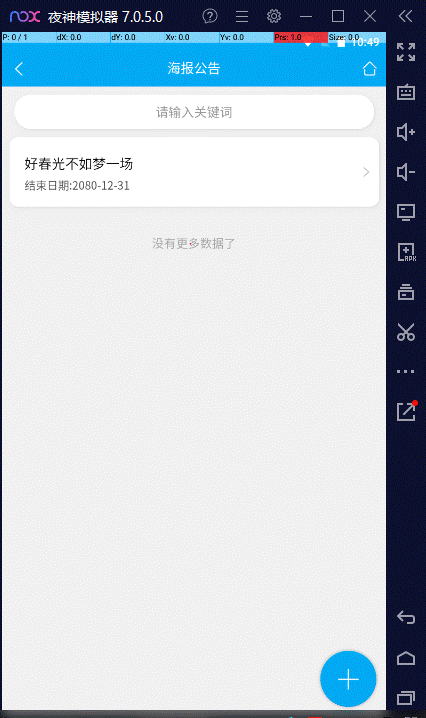 nox 夜神模拟器 7.0.5.0
P: 0 / 1 dX: 0.0 dY: 0.0 Xv: 0.0 Yv: 0.0 Prs: 1.0 Size: 0.0
10:49
海报公告
请输入关键词
好春光不如梦一场
结束日期:2080-12-31
没有更多数据了
APK